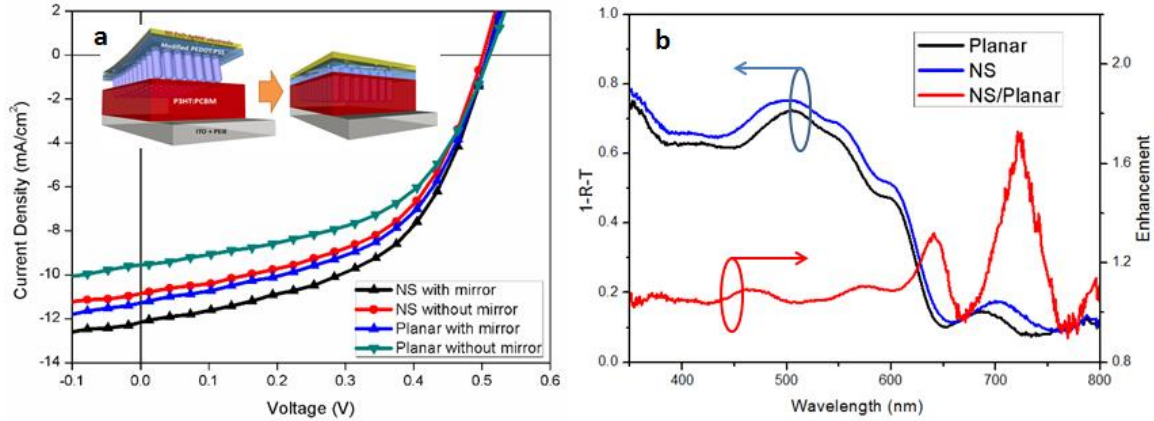 a
Modified PEDOT:PSS
P3HT:PCBM
ITO + PEIE
2
0
-2
-4
-6
-8
-10
-12
-14
-0.1
0.0
0.1
0.2
0.3
0.4
0.5
0.6
Current Density (mA/cm²)
Voltage (V)
NS with mirror
NS without mirror
Planar with mirror
Planar without mirror
b
Planar
NS
NS/Planar
1.0
0.8
0.6
0.4
0.2
0.0
400
500
600
700
800
2.0
1.6
1.2
0.8
1-R-T
Wavelength (nm)
Enhancement